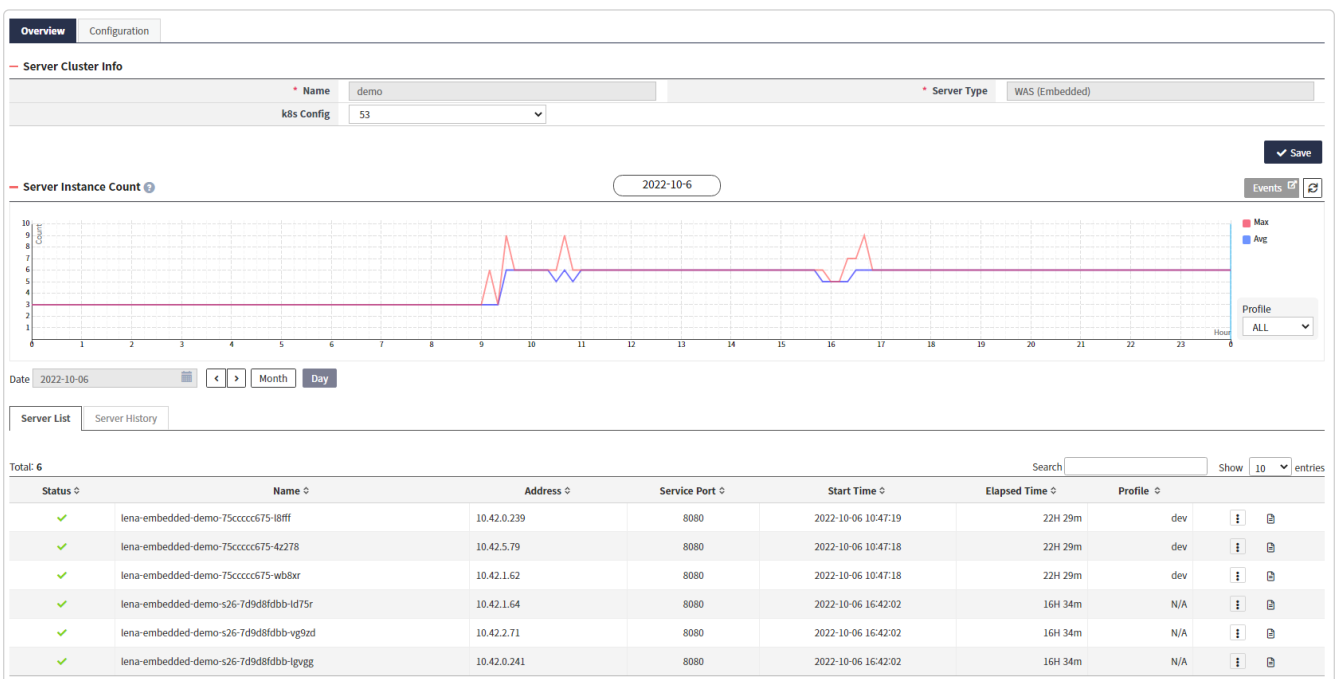 Overview Configuration
Server Cluster Info
* Name demo * Server Type WAS (Embedded)
k8s Config 53
Save
Server Instance Count ? 2022-10-6 Events
10
9
8
7
6
5
4
3
2
1
Count
Max
Avg
Profile
ALL
Hour
0 1 2 3 4 5 6 7 8 9 10 11 12 13 14 15 16 17 18 19 20 21 22 23 0
Date 2022-10-06 < > Month Day
Server List Server History
Total: 6 Search Show 10 entries
Status Name Address Service Port Start Time Elapsed Time Profile
lena-embedded-demo-75ccccc675-l8fff 10.42.0.239 8080 2022-10-06 10:47:19 22H 29m dev
lena-embedded-demo-75ccccc675-4z278 10.42.5.79 8080 2022-10-06 10:47:18 22H 29m dev
lena-embedded-demo-75ccccc675-wb8xr 10.42.1.62 8080 2022-10-06 10:47:18 22H 29m dev
lena-embedded-demo-s26-7d9d8fdbb-ld75r 10.42.1.64 8080 2022-10-06 16:42:02 16H 34m N/A
lena-embedded-demo-s26-7d9d8fdbb-vg9zd 10.42.2.71 8080 2022-10-06 16:42:02 16H 34m N/A
lena-embedded-demo-s26-7d9d8fdbb-lgvgg 10.42.0.241 8080 2022-10-06 16:42:02 16H 34m N/A